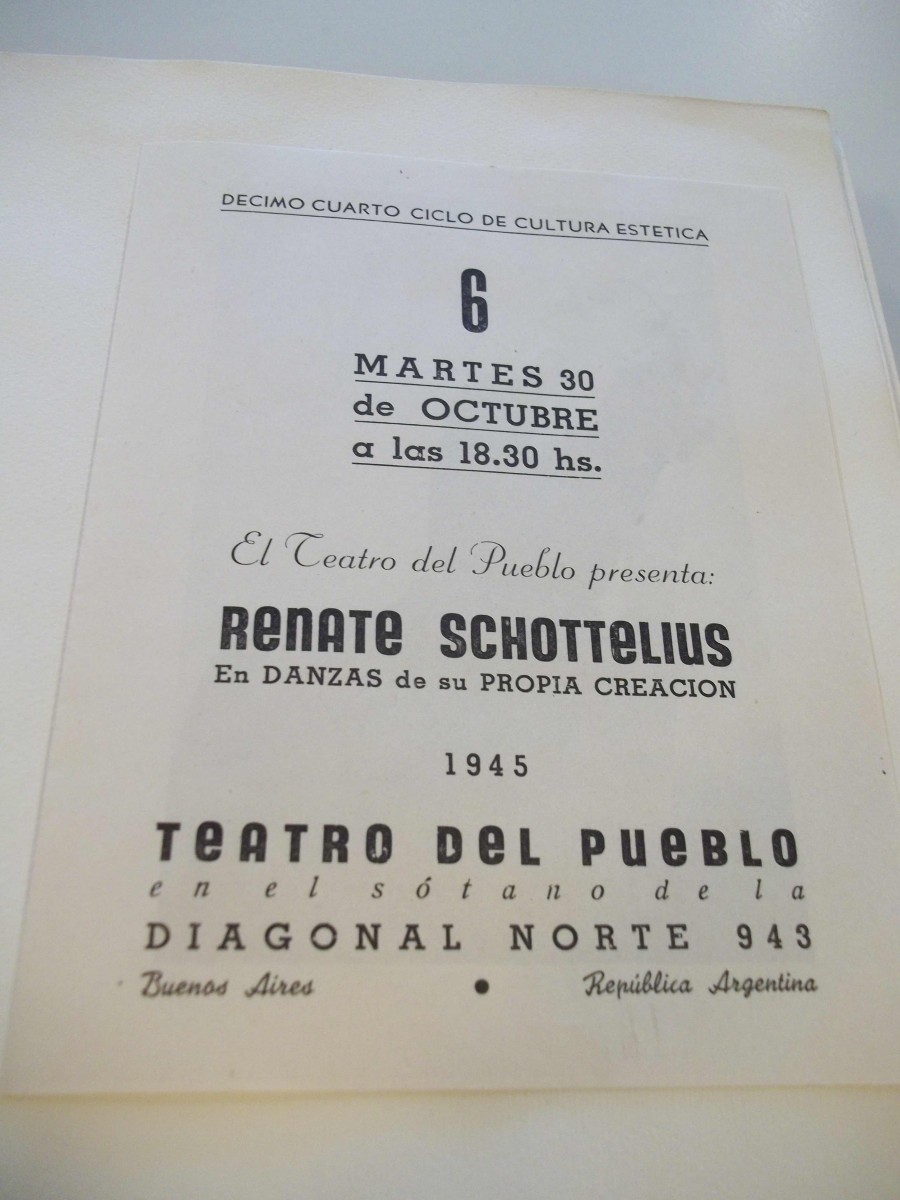 DECIMO CUARTO CICLO DE CULTURA ESTETICA
6
MARTES 30
de OCTUBRE
a las 18.30 hs.
El Teatro del Pueblo presenta:
RENATE SCHOTTELIUS
En DANZAS de su PROPIA CREACION
1945
TEATRO DEL PUEBLO
en el sótano de la
DIAGONAL NORTE 943
Buenos Aires • República Argentina